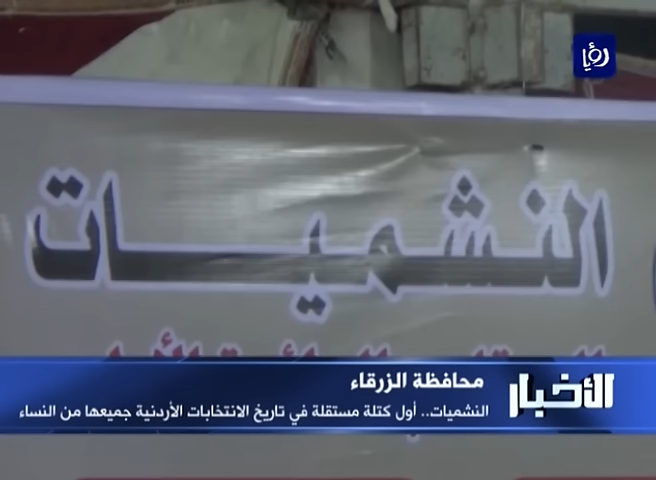 رؤيا
النشميات
الأخبار
محافظة الزرقاء
النشميات.. أول كتلة مستقلة في تاريخ الانتخابات الأردنية جميعها من النساء